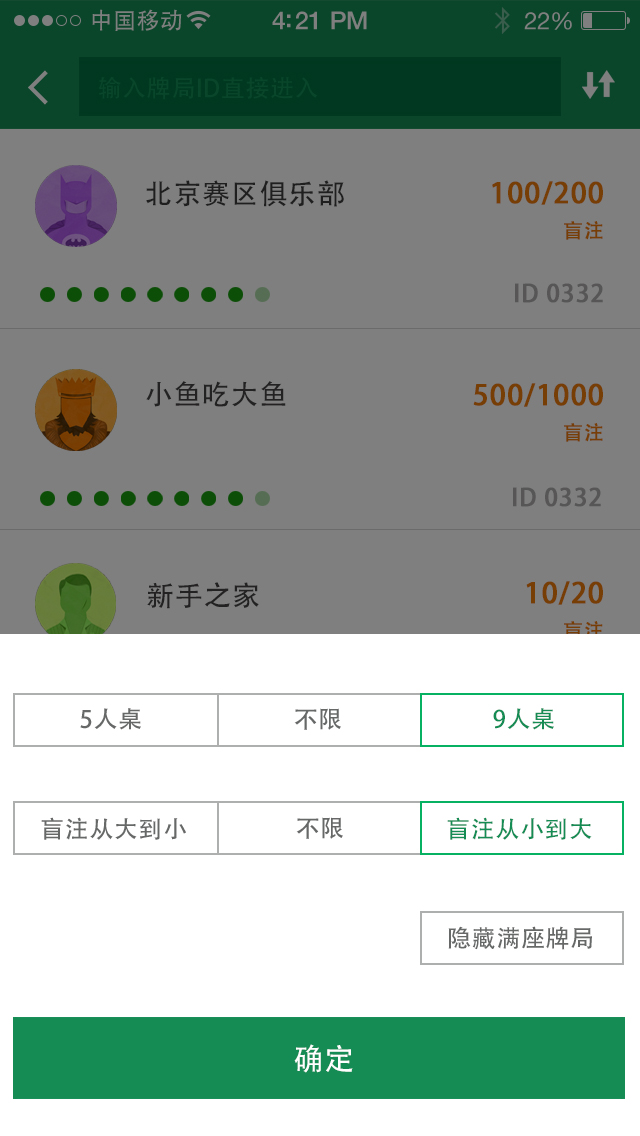 中国移动 4:21 PM 22%
输入牌局ID直接进入
北京赛区俱乐部 100/200
盲注
ID 0332
小鱼吃大鱼 500/1000
盲注
ID 0332
新手之家 10/20
盲注
5人桌 不限 9人桌
盲注从大到小 不限 盲注从小到大
隐藏满座牌局
确定